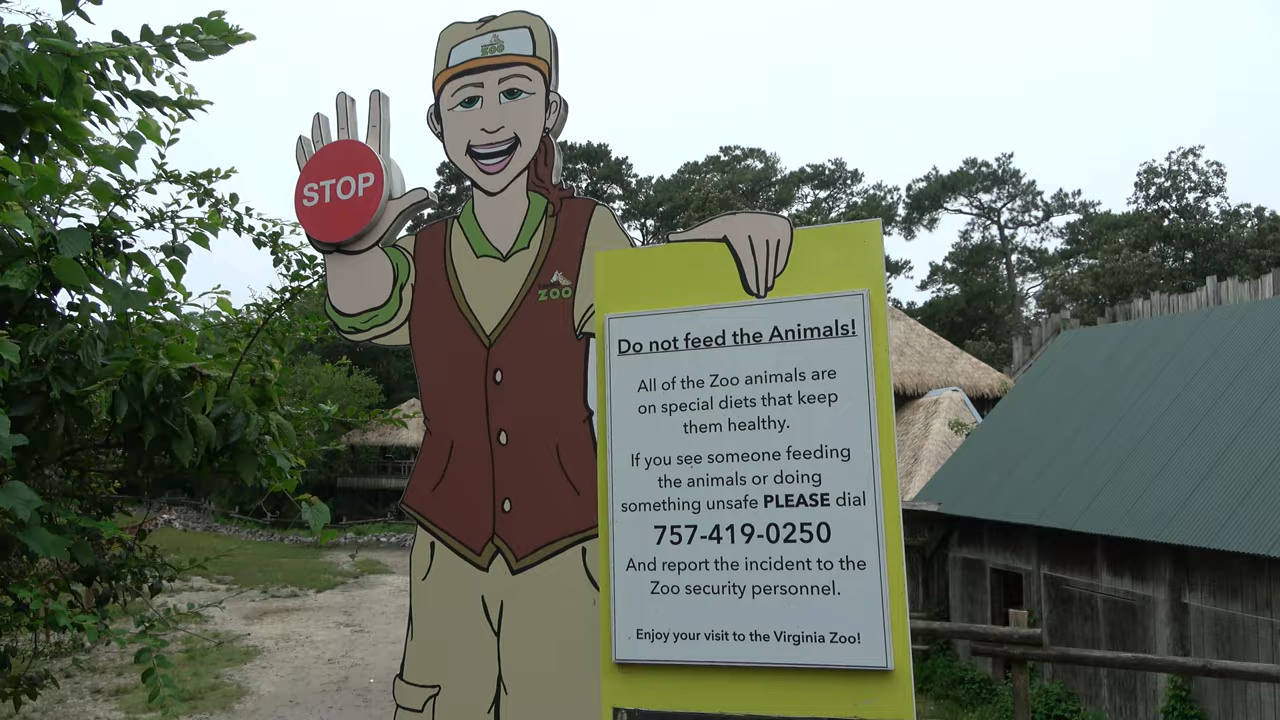 ZOO
STOP
ZOO
Do not feed the Animals!
All of the Zoo animals are
on special diets that keep
them healthy.
If you see someone feeding
the animals or doing
something unsafe PLEASE dial
757-419-0250
And report the incident to the
Zoo security personnel.
Enjoy your visit to the Virginia Zoo!